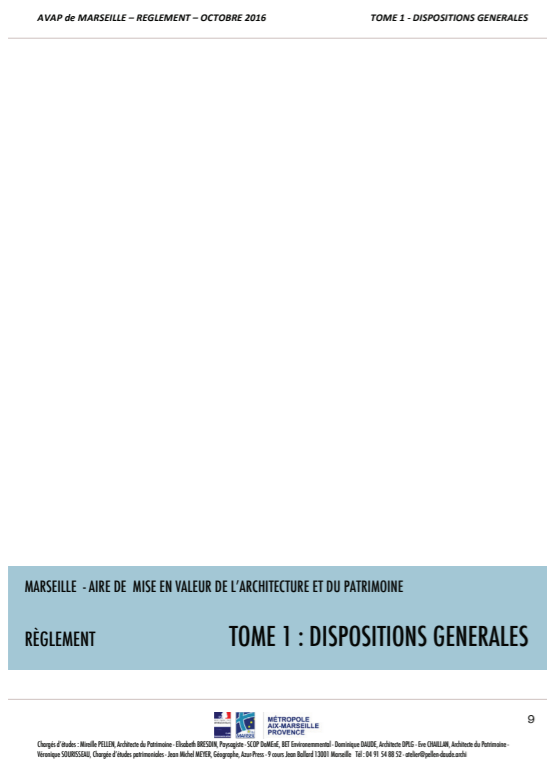 AVAP de MARSEILLE – REGLEMENT – OCTOBRE 2016 TOME 1 - DISPOSITIONS GENERALES
MARSEILLE - AIRE DE MISE EN VALEUR DE L'ARCHITECTURE ET DU PATRIMOINE
RÈGLEMENT TOME 1 : DISPOSITIONS GENERALES
MÉTROPOLE
AIX-MARSEILLE
PROVENCE
9
Chargés d'études : Mireille PELLEN, Architecte du Patrimoine - Elisabeth BRESDIN, Paysagiste - SCOP DoMEnE, BET Environnemental - Dominique DAUDE, Architecte DPLG - Eve CHAILLAN, Architecte du Patrimoine -
Véronique SOURISSEAU, Chargée d'études patrimoniales - Jean Michel MEYER, Géographe, Azur-Press - 9 cours Jean Ballard 13001 Marseille Tél : 04 91 54 88 52 - atelier@pellen-daude.archi